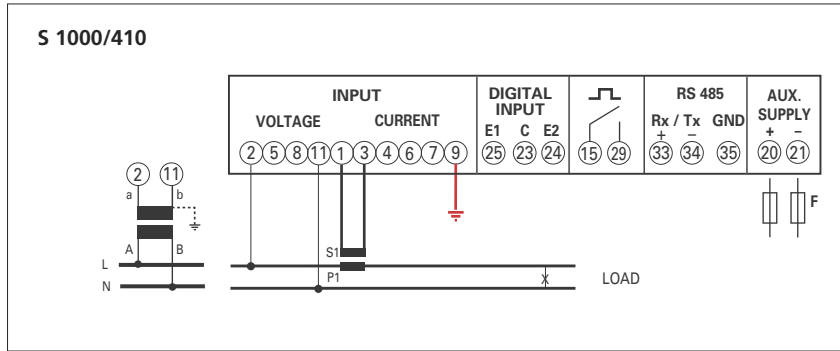 S 1000/410
INPUT
VOLTAGE CURRENT
2 5 8 11 1 3 4 6 7 9
DIGITAL
INPUT
E1 C E2
25 23 24
15 29
RS 485
Rx / Tx GND
+ −
33 34 35
AUX.
SUPPLY
+ −
20 21
F
2 11
a b
A B
L
N
S1
P1
X
LOAD